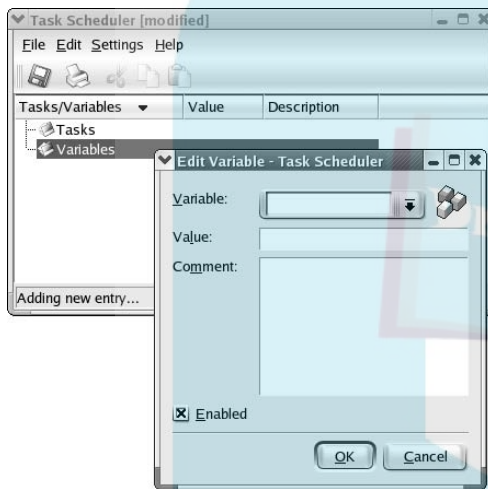 Task Scheduler [modified]
File Edit Settings Help
Tasks/Variables Value Description
Tasks
Variables
Edit Variable - Task Scheduler
Variable:
Value:
Comment:
Adding new entry...
Enabled
OK Cancel